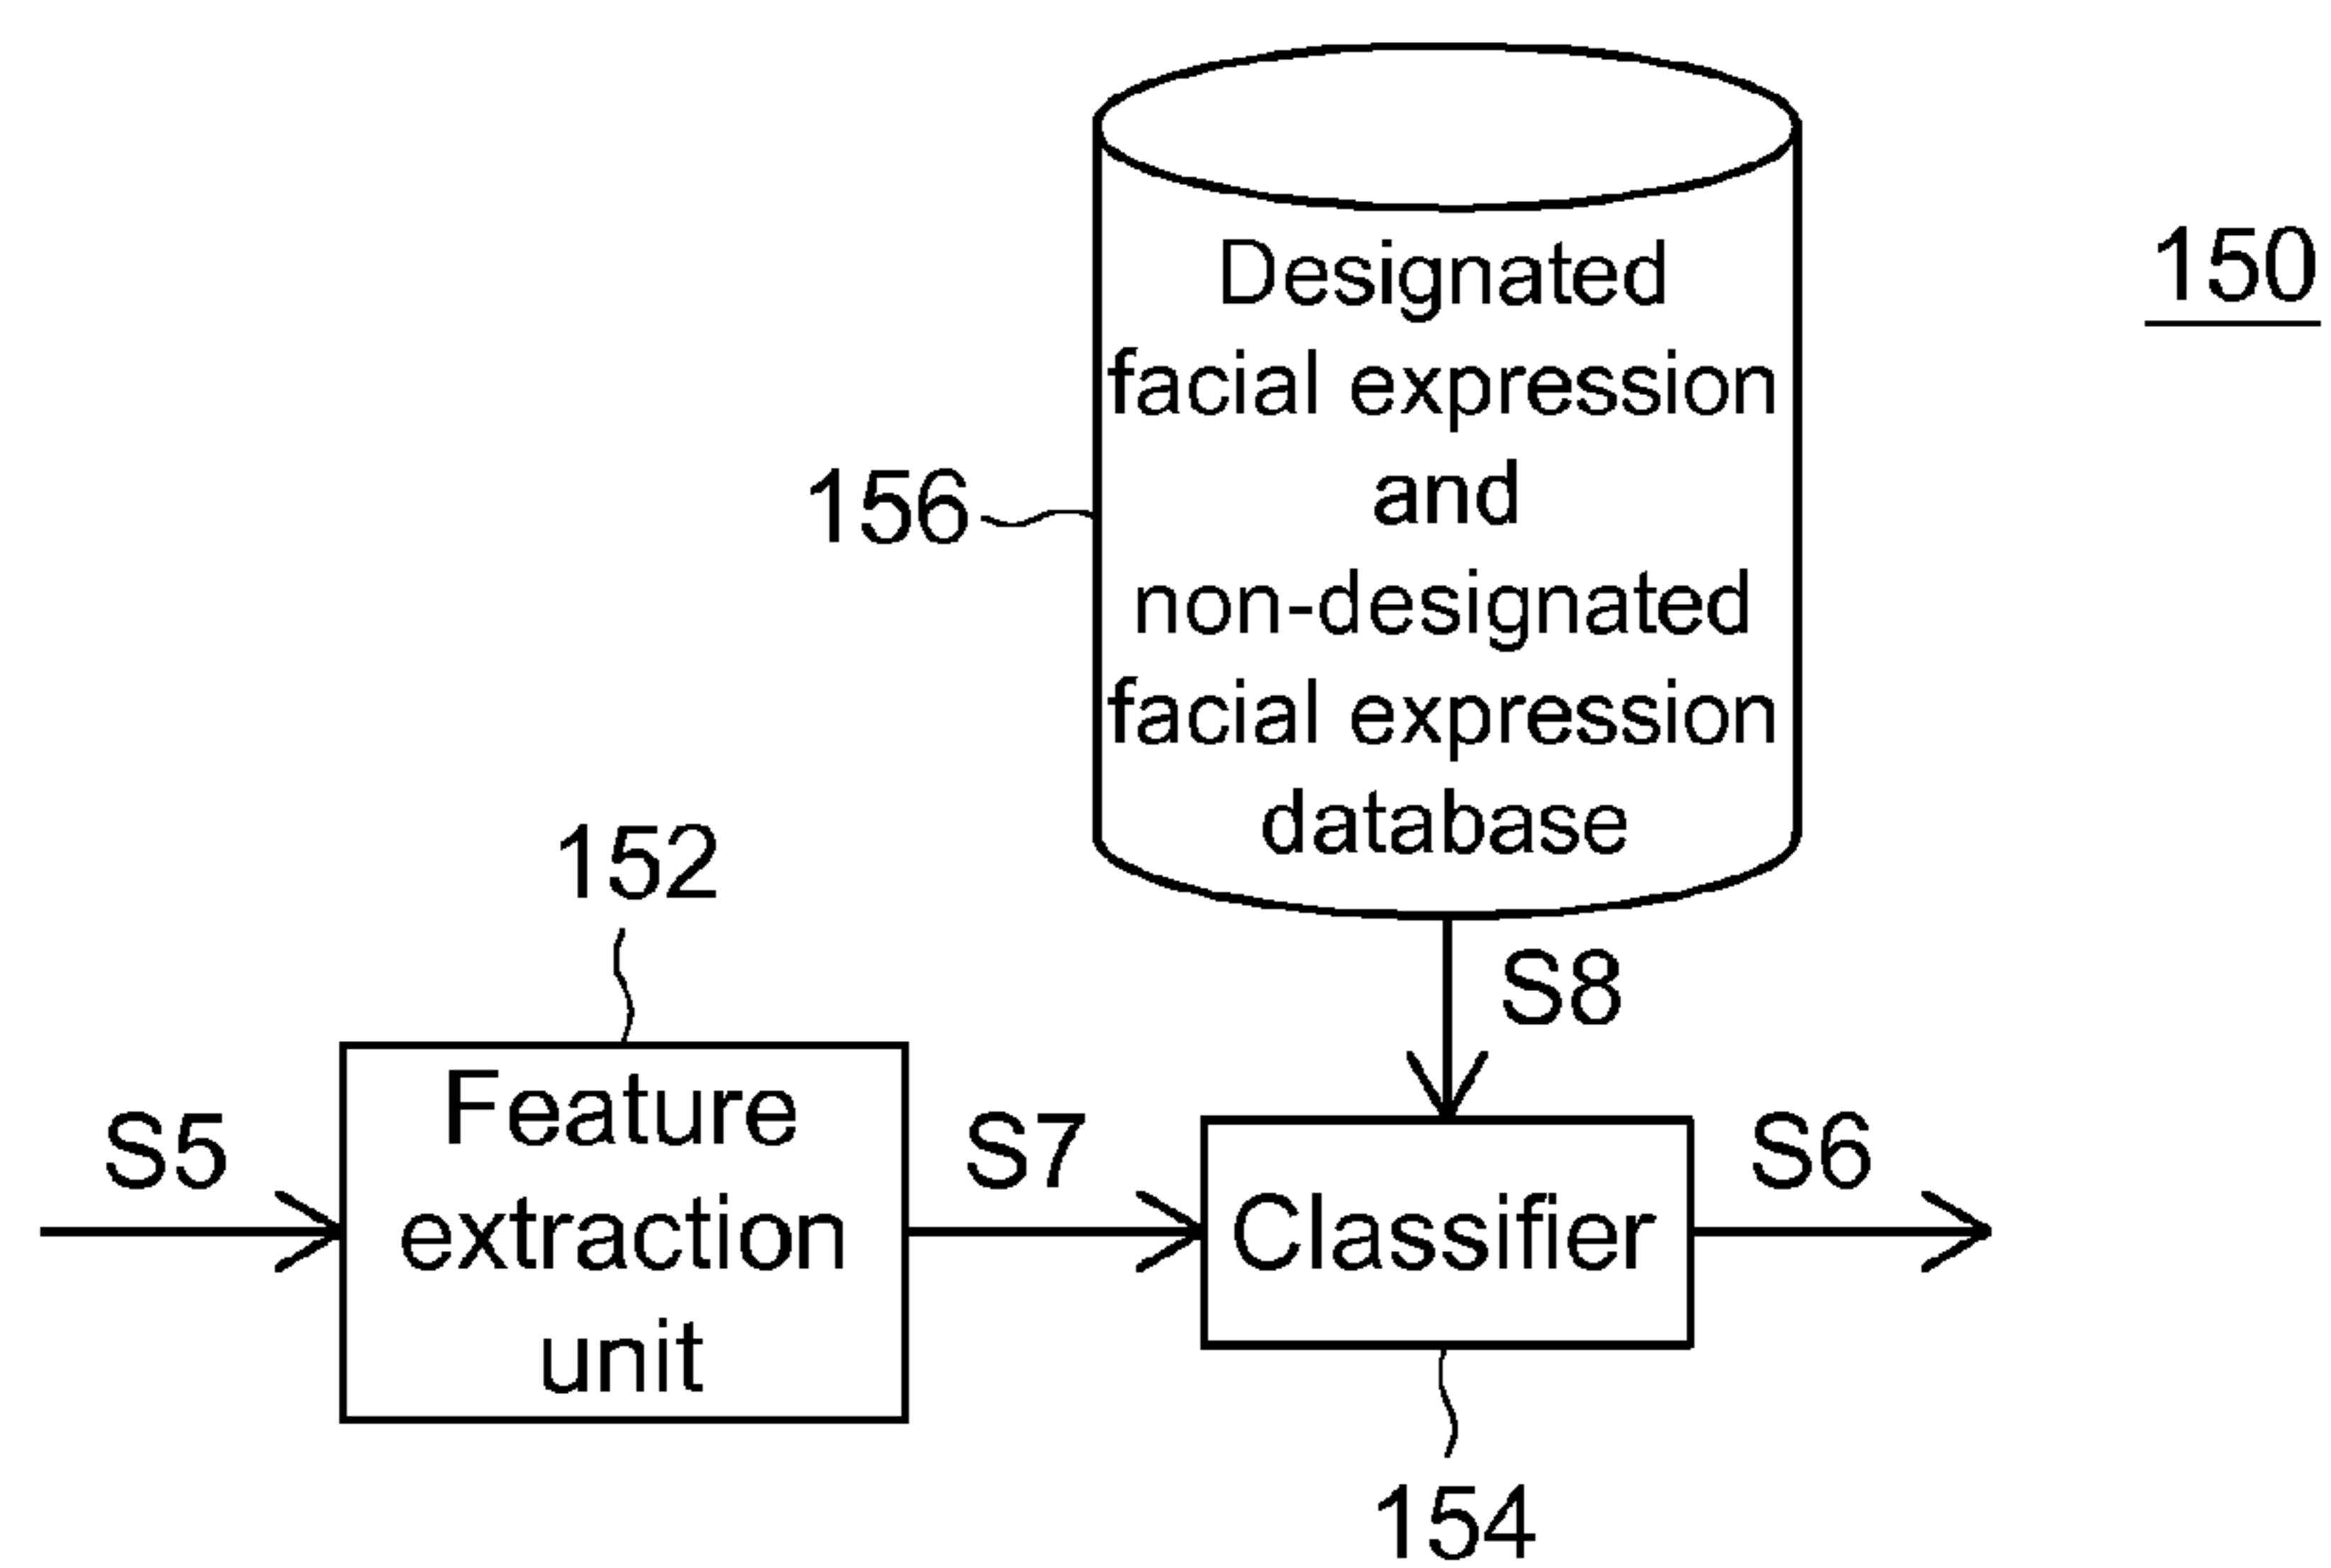 Designated
facial expression
and
non-designated
facial expression
database
150
156
152
S8
Feature
extraction
unit
S5
S7
Classifier
S6
154